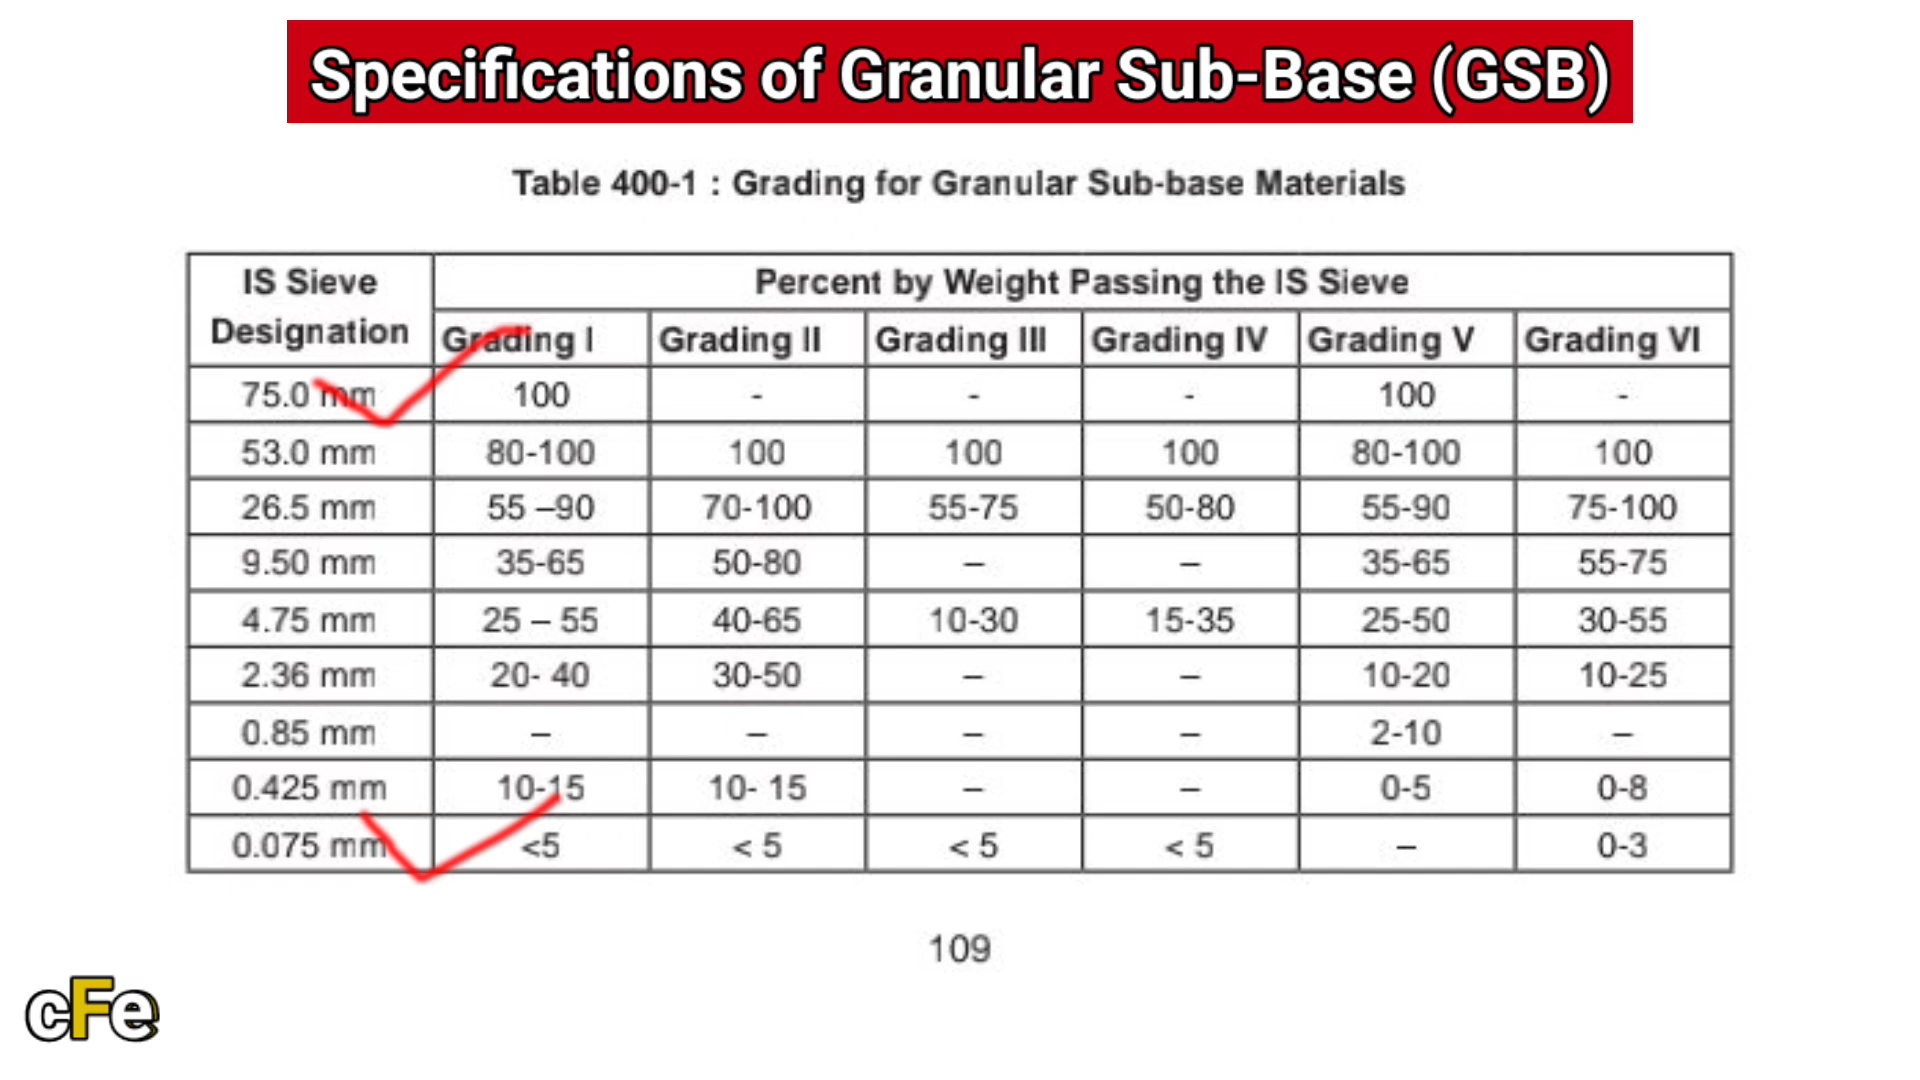 Specifications of Granular Sub-Base (GSB)
Table 400-1 : Grading for Granular Sub-base Materials
IS Sieve Designation Percent by Weight Passing the IS Sieve
Grading I Grading II Grading III Grading IV Grading V Grading VI
75.0 mm 100 - - - 100 -
53.0 mm 80-100 100 100 100 80-100 100
26.5 mm 55 –90 70-100 55-75 50-80 55-90 75-100
9.50 mm 35-65 50-80 – – 35-65 55-75
4.75 mm 25 – 55 40-65 10-30 15-35 25-50 30-55
2.36 mm 20- 40 30-50 – – 10-20 10-25
0.85 mm – – – – 2-10 –
0.425 mm 10-15 10- 15 – – 0-5 0-8
0.075 mm <5 < 5 < 5 < 5 – 0-3
109
cFe